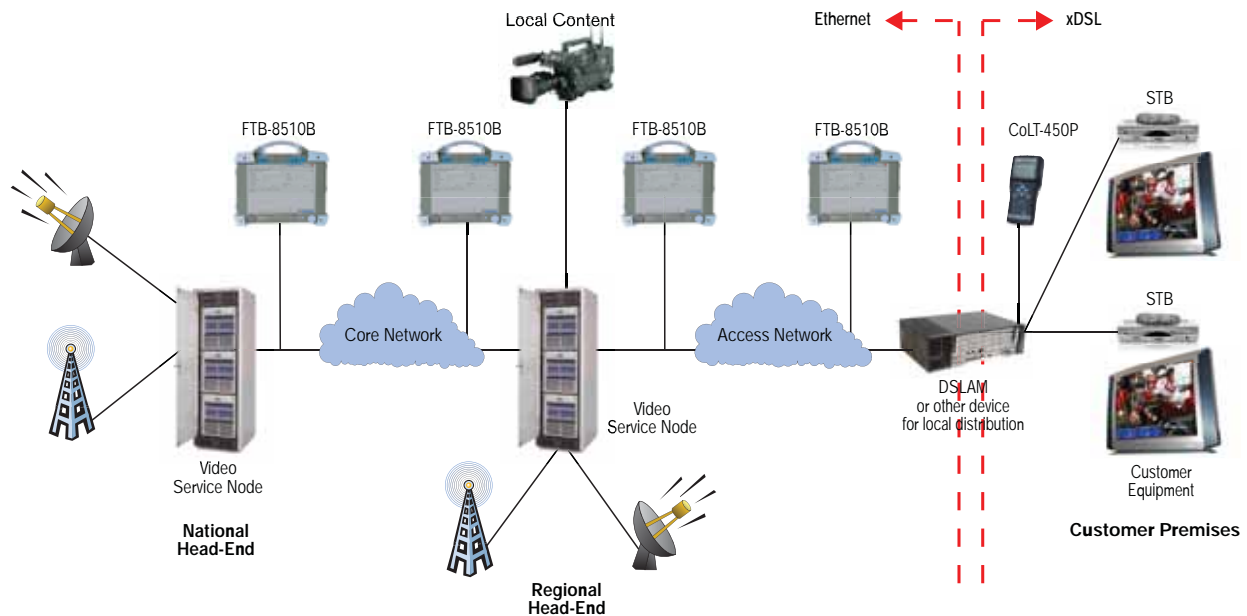 Local Content
Ethernet
xDSL
STB
FTB-8510B
FTB-8510B
FTB-8510B
FTB-8510B
CoLT-450P
STB
Core Network
Access Network
DSLAM
or other device
for local distribution
Video
Service Node
Video
Service Node
Customer
Equipment
National
Head-End
Customer Premises
Regional
Head-End